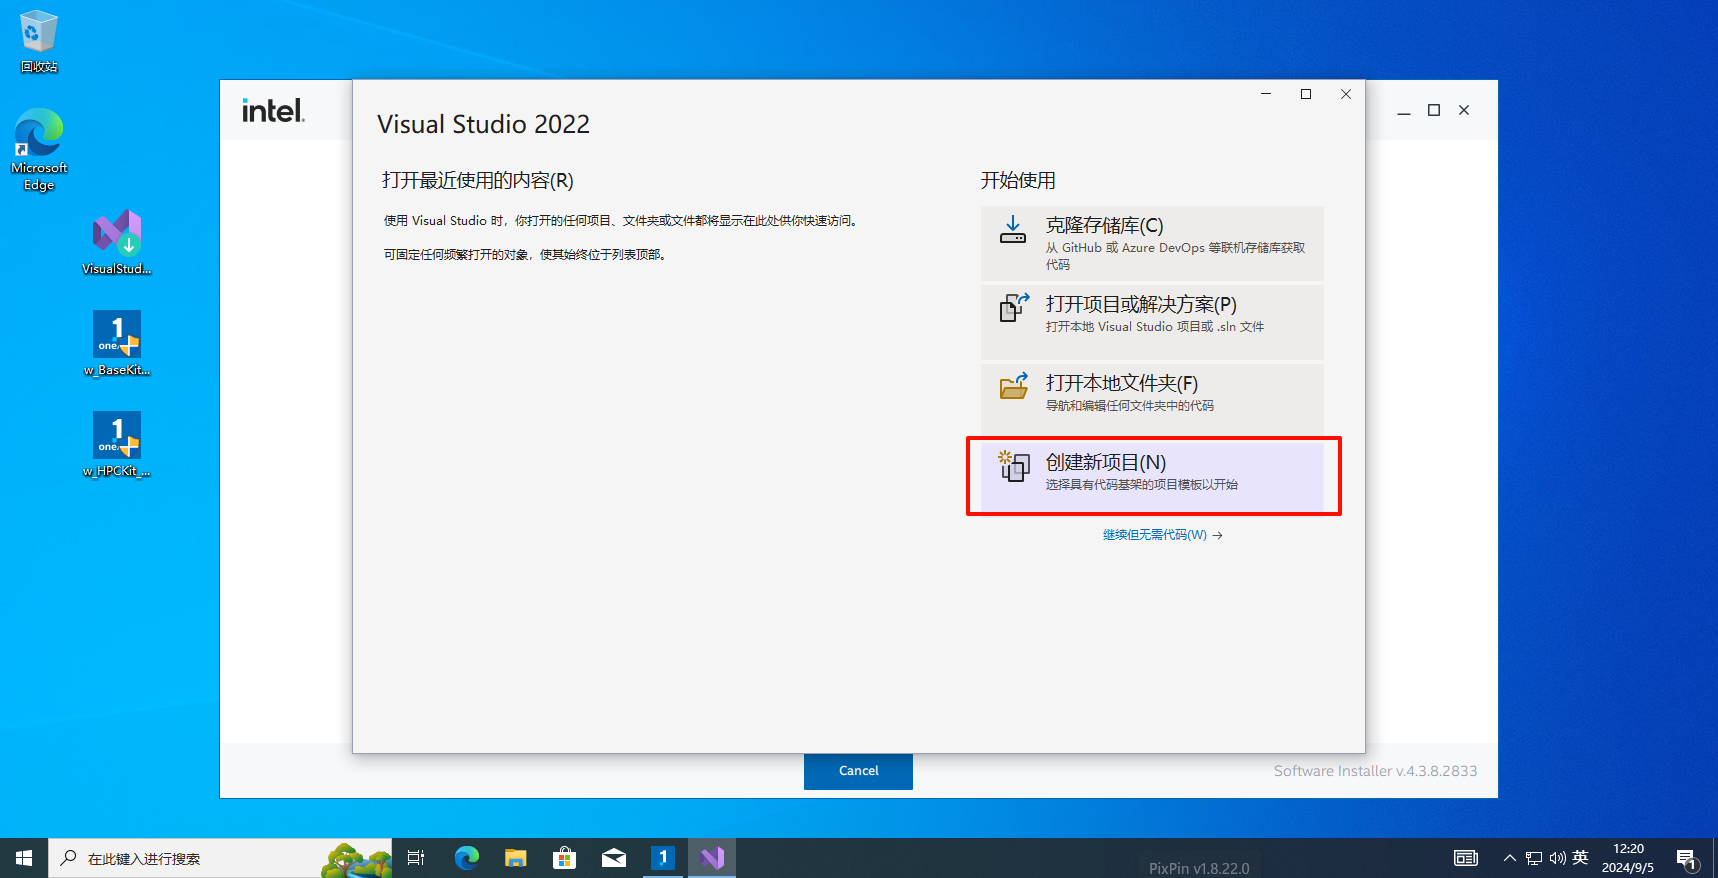 回收站
Microsoft
Edge
VisualStud...
one
w_BaseKit...
one
w_HPCKit_...
intel.
Visual Studio 2022
打开最近使用的内容(R)
使用 Visual Studio 时，你打开的任何项目、文件夹或文件都将显示在此处供你快速访问。
可固定任何频繁打开的对象，使其始终位于列表顶部。
开始使用
克隆存储库(C)
从 GitHub 或 Azure DevOps 等联机存储库获取
代码
打开项目或解决方案(P)
打开本地 Visual Studio 项目或 .sln 文件
打开本地文件夹(F)
导航和编辑任何文件夹中的代码
创建新项目(N)
选择具有代码基架的项目模板以开始
继续但无需代码(W) →
Cancel
Software Installer v.4.3.8.2833
在此键入进行搜索
1
PixPin v1.8.22.0
英
12:20
2024/9/5
1